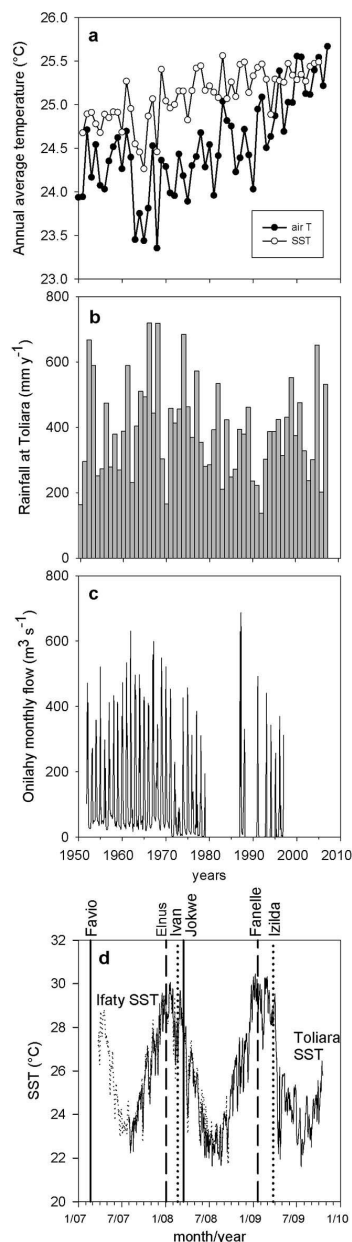 a
Annual average temperature (°C)
26.0
25.5
25.0
24.5
24.0
23.5
23.0
air T
SST
b
Rainfall at Toliara (mm y⁻¹)
800
600
400
200
0
c
Onilahy monthly flow (m³ s⁻¹)
800
600
400
200
0
1950 1960 1970 1980 1990 2000 2010
years
Favio
Elnus
Ivan
Jokwe
Fanelle
Izilda
d
SST (°C)
32
30
28
26
24
22
20
Ifaty SST
Toliara
SST
1/07 7/07 1/08 7/08 1/09 7/09 1/10
month/year